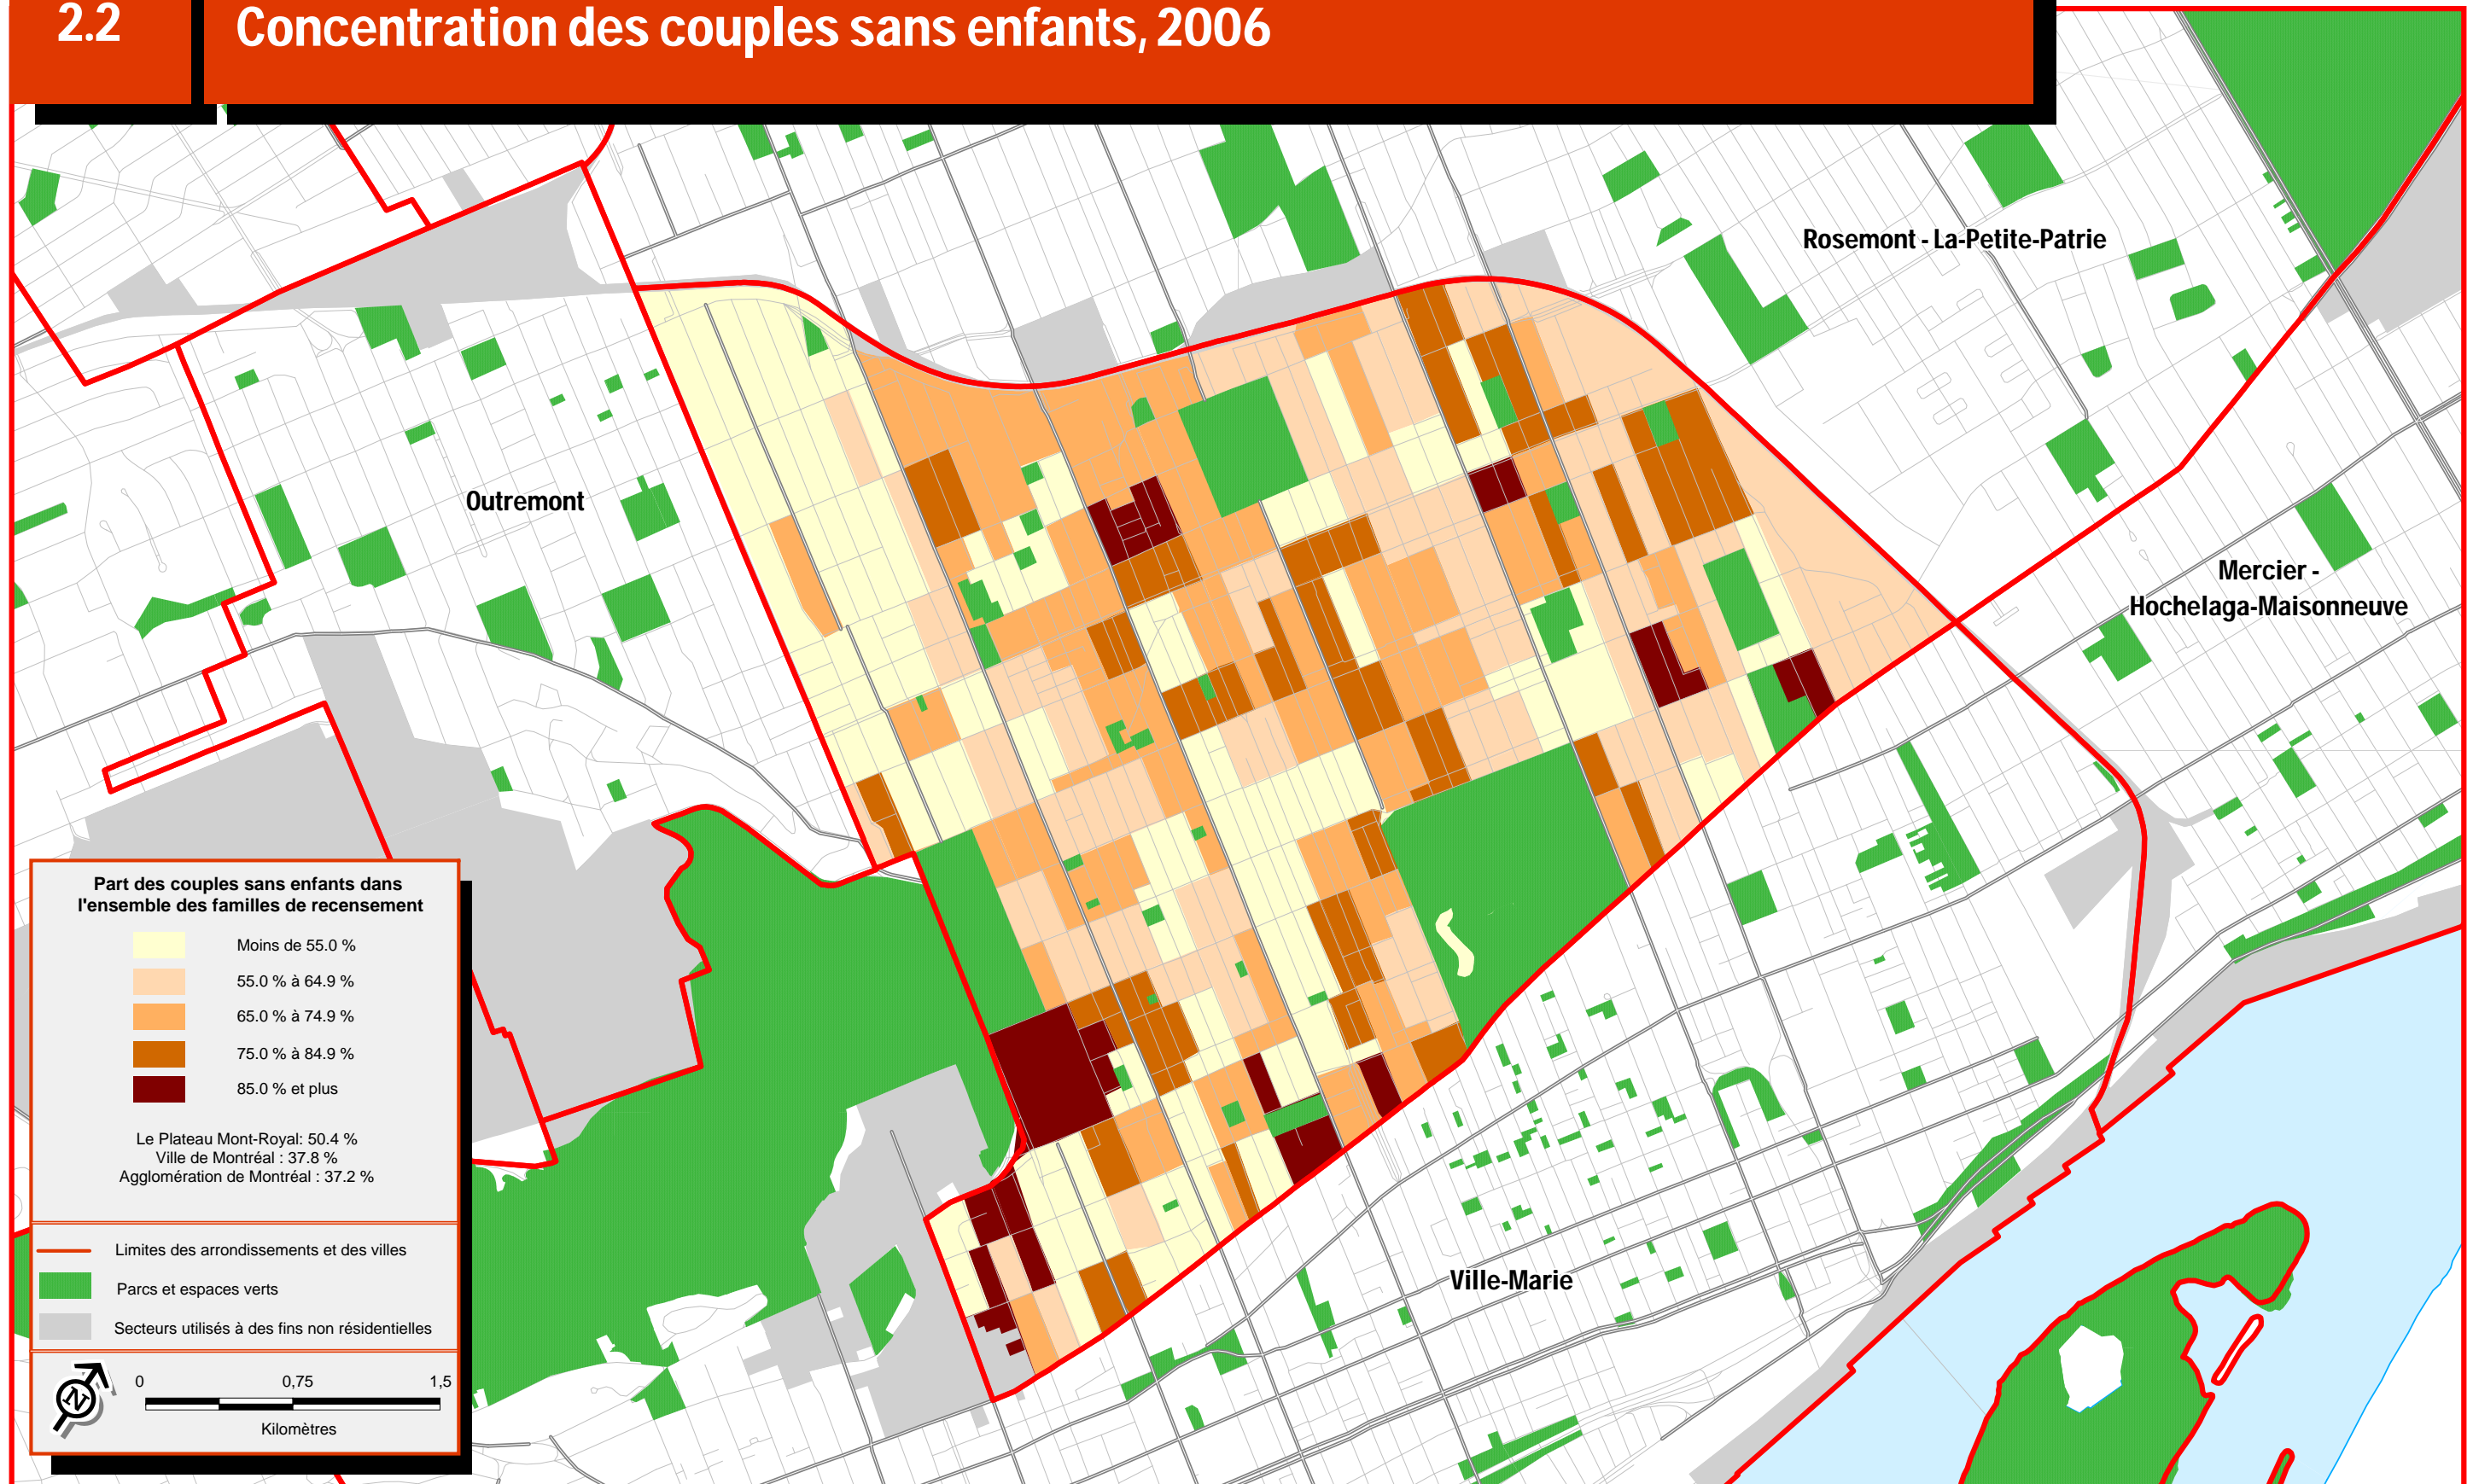 2.2
Concentration des couples sans enfants, 2006
Rosemont - La-Petite-Patrie
Outremont
Mercier -
Hochelaga-Maisonneuve
Ville-Marie
Part des couples sans enfants dans
l'ensemble des familles de recensement
Moins de 55.0 %
55.0 % à 64.9 %
65.0 % à 74.9 %
75.0 % à 84.9 %
85.0 % et plus
Le Plateau Mont-Royal: 50.4 %
Ville de Montréal : 37.8 %
Agglomération de Montréal : 37.2 %
Limites des arrondissements et des villes
Parcs et espaces verts
Secteurs utilisés à des fins non résidentielles
N
0 0,75 1,5
Kilomètres